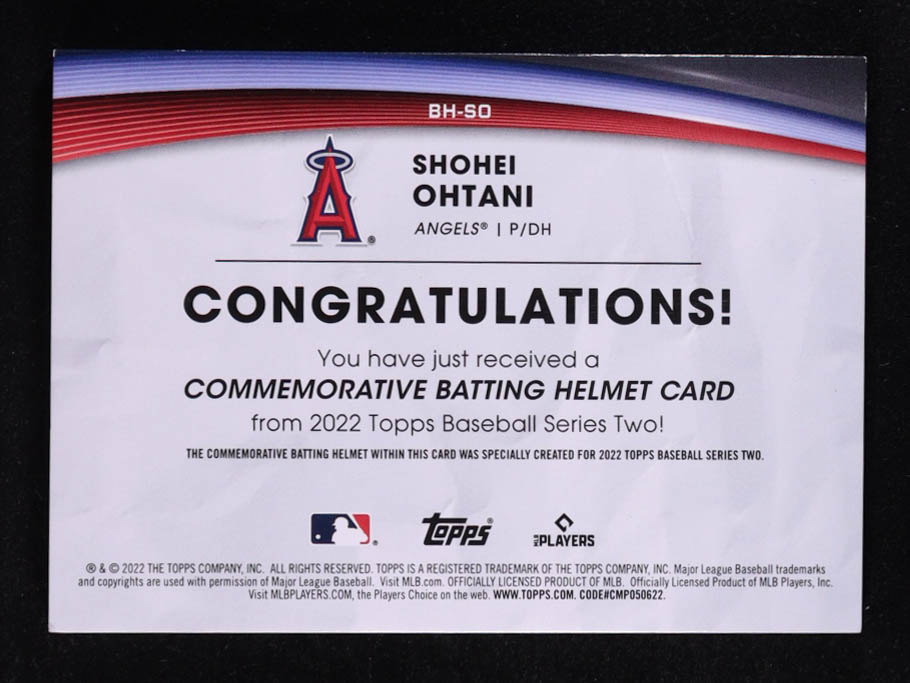 BH-SO
SHOHEI
OHTANI
ANGELS® | P/DH
A®
CONGRATULATIONS!
You have just received a
COMMEMORATIVE BATTING HELMET CARD
from 2022 Topps Baseball Series Two!
THE COMMEMORATIVE BATTING HELMET WITHIN THIS CARD WAS SPECIALLY CREATED FOR 2022 TOPPS BASEBALL SERIES TWO.
topps® MLB PLAYERS
® & © 2022 THE TOPPS COMPANY, INC. ALL RIGHTS RESERVED. TOPPS IS A REGISTERED TRADEMARK OF THE TOPPS COMPANY, INC. Major League Baseball trademarks
and copyrights are used with permission of Major League Baseball. Visit MLB.com. OFFICIALLY LICENSED PRODUCT OF MLB. Officially Licensed Product of MLB Players, Inc.
Visit MLBPLAYERS.COM, the Players Choice on the web. WWW.TOPPS.COM. CODE#CMP050622.